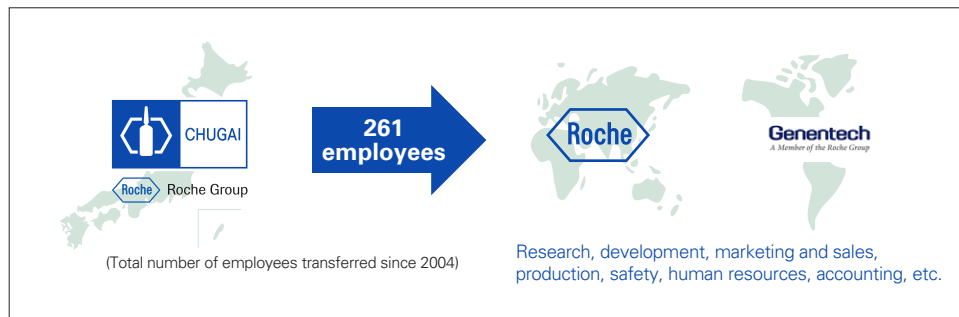 CHUGAI
Roche Roche Group
261
employees
Roche
Genentech
A Member of the Roche Group
(Total number of employees transferred since 2004)
Research, development, marketing and sales,
production, safety, human resources, accounting, etc.